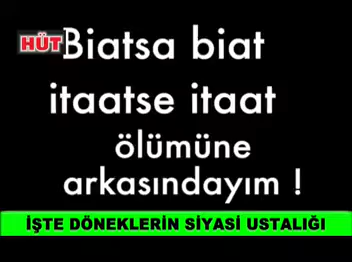 HÜT
Biatsa biat
itaatse itaat
ölümüne
arkasındayım !
İŞTE DÖNEKLERİN SİYASİ USTALIĞI